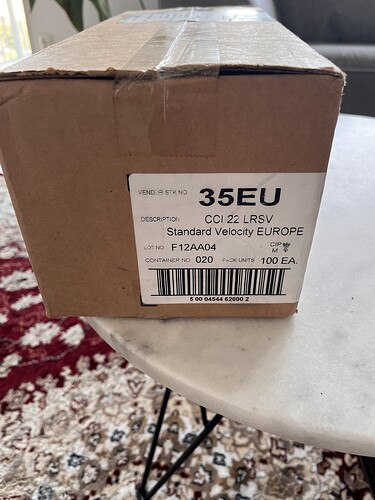 VENDOR STK NO 35EU
DESCRIPTION CCI 22 LRSV
Standard Velocity EUROPE
LOT NO F12AA04 CIP
M
CONTAINER NO 020 PACK UNITS 100 EA.
5 00 04544 62000 2